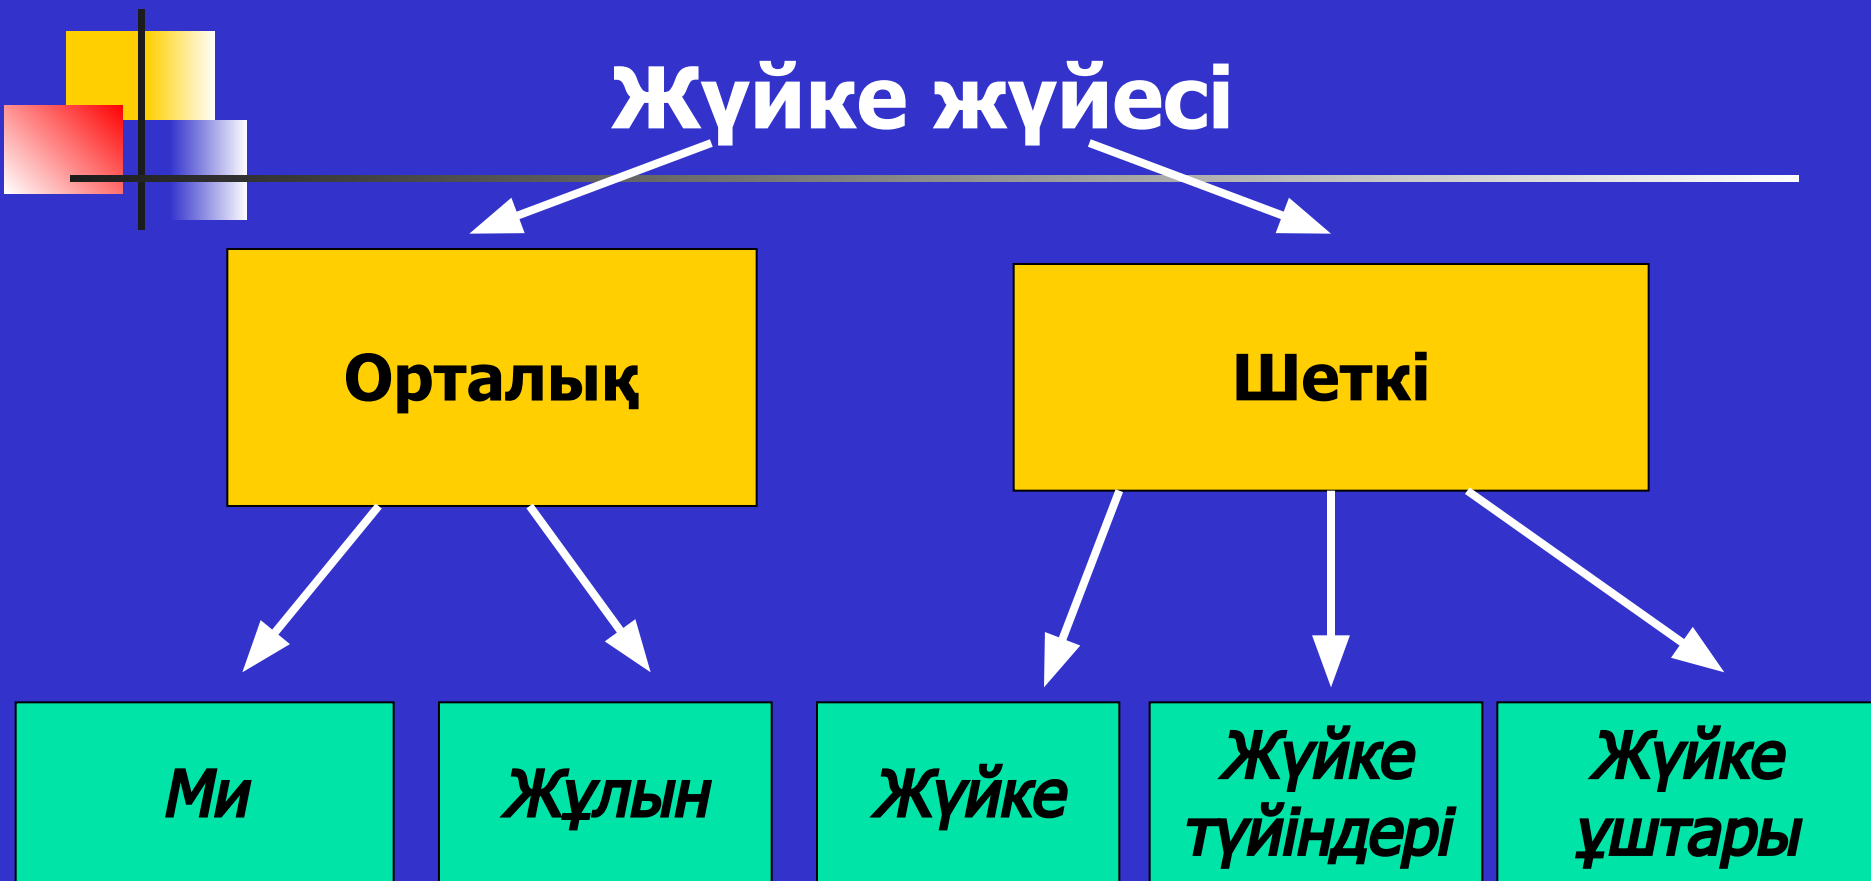 Жүйке жүйесі
Орталық
Шеткі
Ми
Жұлын
Жүйке
Жүйке
түйіндері
Жүйке
ұштары